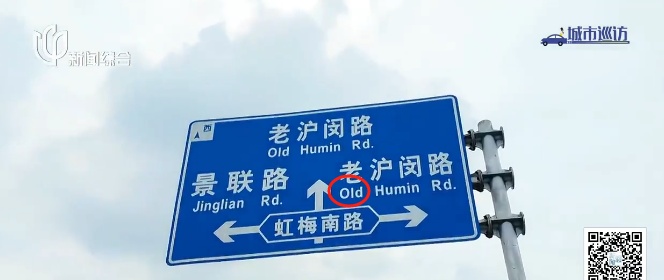 新闻综合
城市巡访
西
老沪闵路
Old Humin Rd.
景联路
Jinglian Rd.
老沪闵路
Old Humin Rd.
虹梅南路